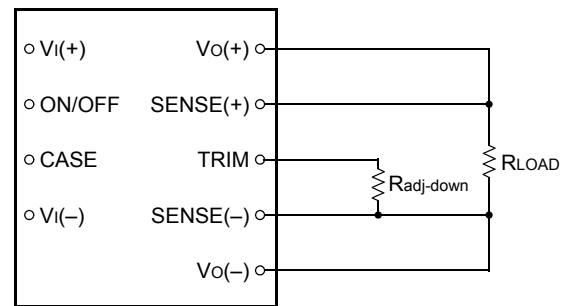 VI(+) VO(+)
ON/OFF SENSE(+)
CASE TRIM
Radj-down
RLOAD
VI(–) SENSE(–)
VO(–)